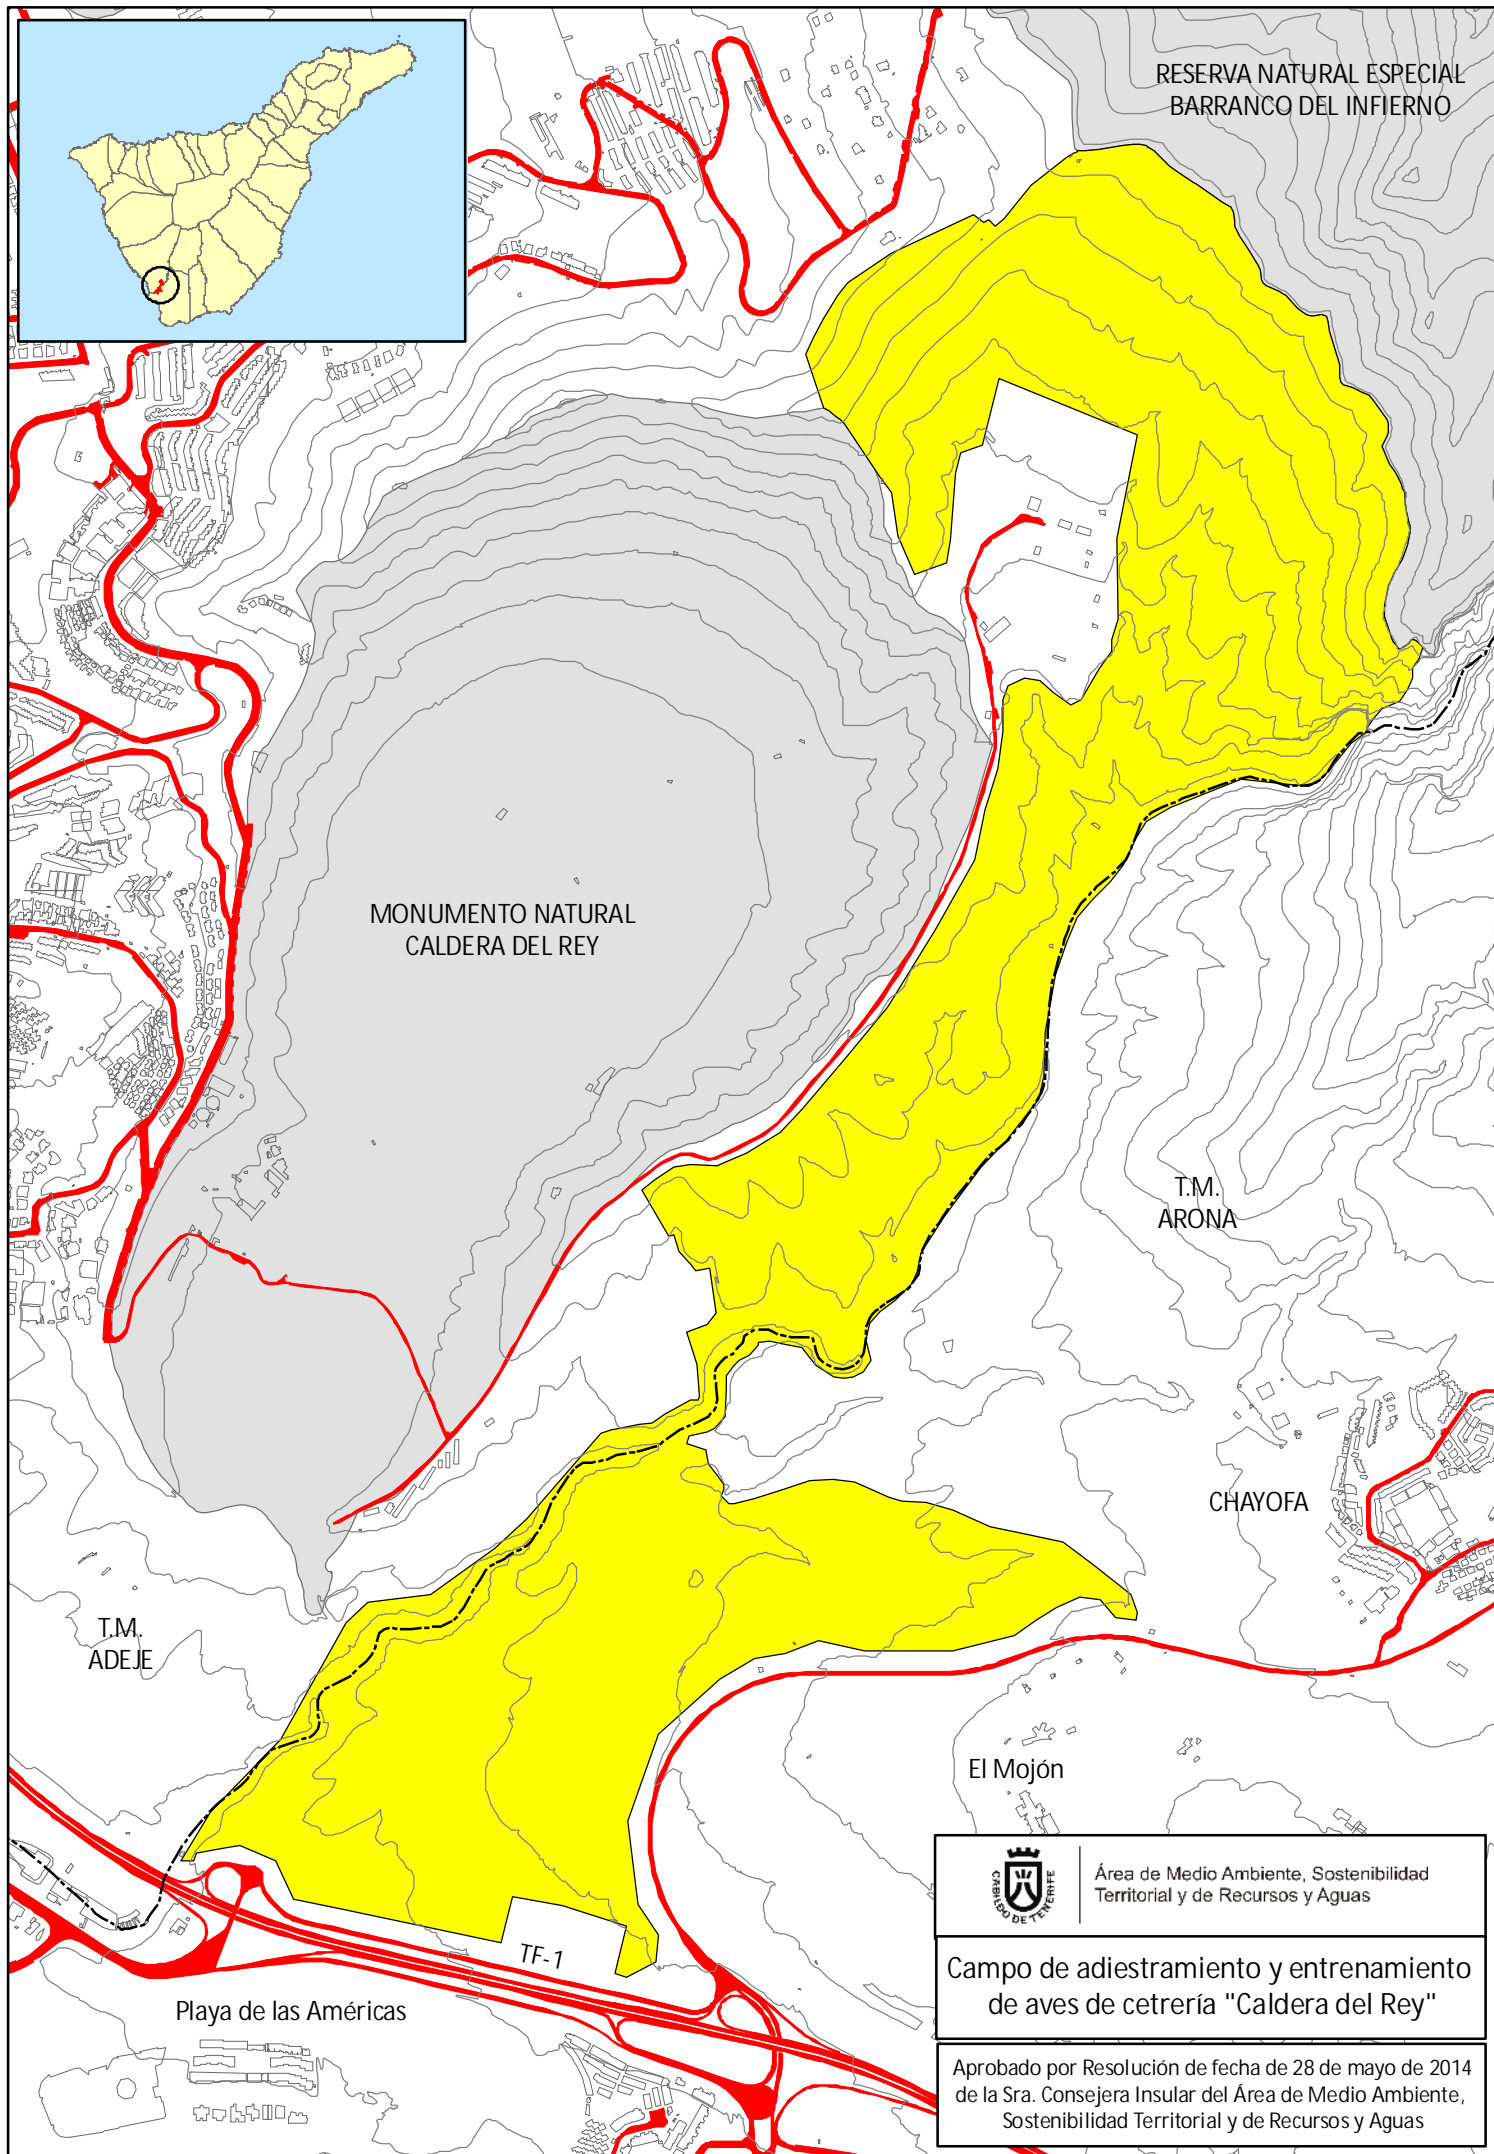 RESERVA NATURAL ESPECIAL
BARRANCO DEL INFIERNO
MONUMENTO NATURAL
CALDERA DEL REY
T.M.
ARONA
CHAYOFA
T.M.
ADEJE
El Mojón
TF-1
Playa de las Américas
CABILDO DE TENERIFE
Área de Medio Ambiente, Sostenibilidad
Territorial y de Recursos y Aguas
Campo de adiestramiento y entrenamiento
de aves de cetrería "Caldera del Rey"
Aprobado por Resolución de fecha de 28 de mayo de 2014
de la Sra. Consejera Insular del Área de Medio Ambiente,
Sostenibilidad Territorial y de Recursos y Aguas